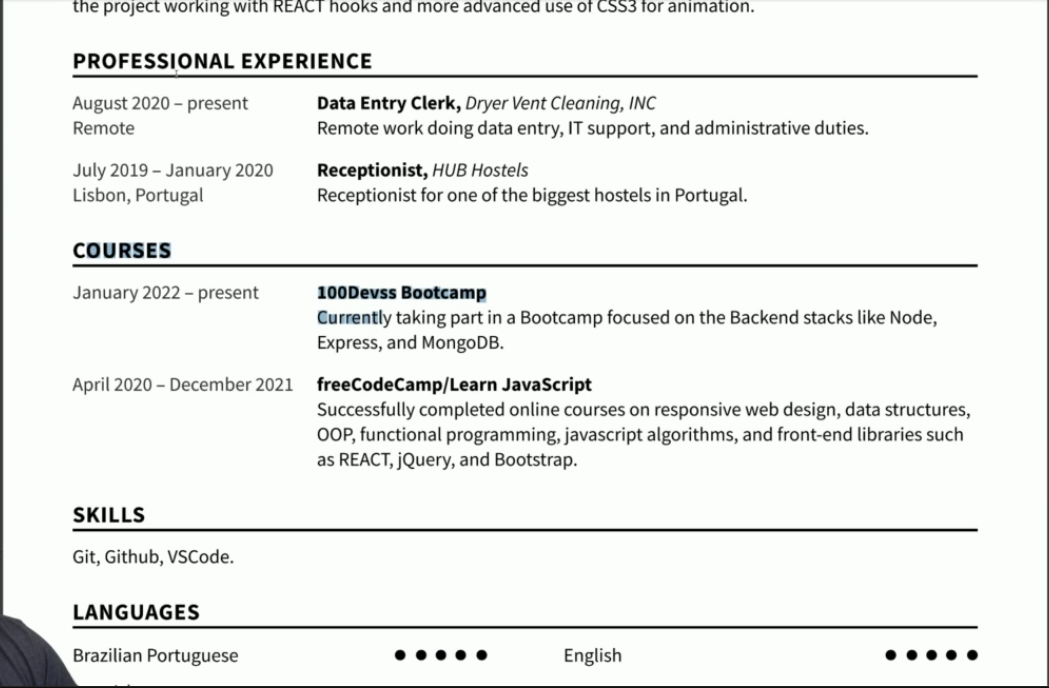 the project working with REACT hooks and more advanced use of CSS3 for animation.
PROFESSIONAL EXPERIENCE
August 2020 – present
Remote
Data Entry Clerk, Dryer Vent Cleaning, INC
Remote work doing data entry, IT support, and administrative duties.
July 2019 – January 2020
Lisbon, Portugal
Receptionist, HUB Hostels
Receptionist for one of the biggest hostels in Portugal.
COURSES
January 2022 – present
100Devss Bootcamp
Currently taking part in a Bootcamp focused on the Backend stacks like Node,
Express, and MongoDB.
April 2020 – December 2021
freeCodeCamp/Learn JavaScript
Successfully completed online courses on responsive web design, data structures,
OOP, functional programming, javascript algorithms, and front-end libraries such
as REACT, jQuery, and Bootstrap.
SKILLS
Git, Github, VSCode.
LANGUAGES
Brazilian Portuguese
English